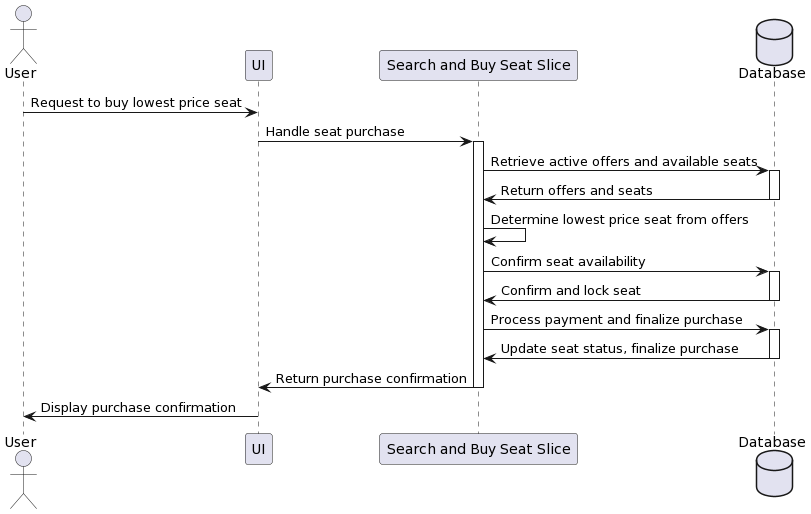 User
UI
Search and Buy Seat Slice
Database
Request to buy lowest price seat
Handle seat purchase
Retrieve active offers and available seats
Return offers and seats
Determine lowest price seat from offers
Confirm seat availability
Confirm and lock seat
Process payment and finalize purchase
Update seat status, finalize purchase
Return purchase confirmation
Display purchase confirmation
User
UI
Search and Buy Seat Slice
Database